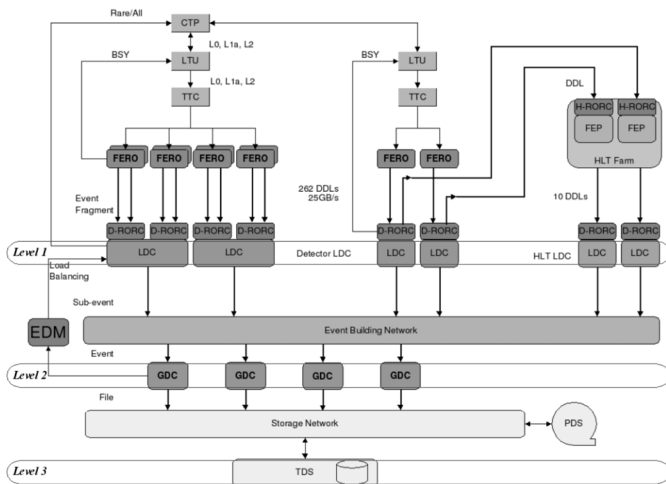 Rare/All
CTP
L0, L1a, L2
BSY
LTU
BSY
LTU
L0, L1a, L2
TTC
TTC
DDL
H-RORC
H-RORC
FEP
FEP
HLT Farm
FERO
FERO
FERO
FERO
FERO
FERO
262 DDLs
25GB/s
10 DDLs
Event
Fragment
D-RORC
D-RORC
D-RORC
D-RORC
D-RORC
D-RORC
D-RORC
D-RORC
Level 1
LDC
LDC
Detector LDC
LDC
LDC
HLT LDC
LDC
LDC
Load
Balancing
Sub-event
EDM
Event Building Network
Event
Level 2
GDC
GDC
GDC
GDC
File
Storage Network
PDS
Level 3
TDS